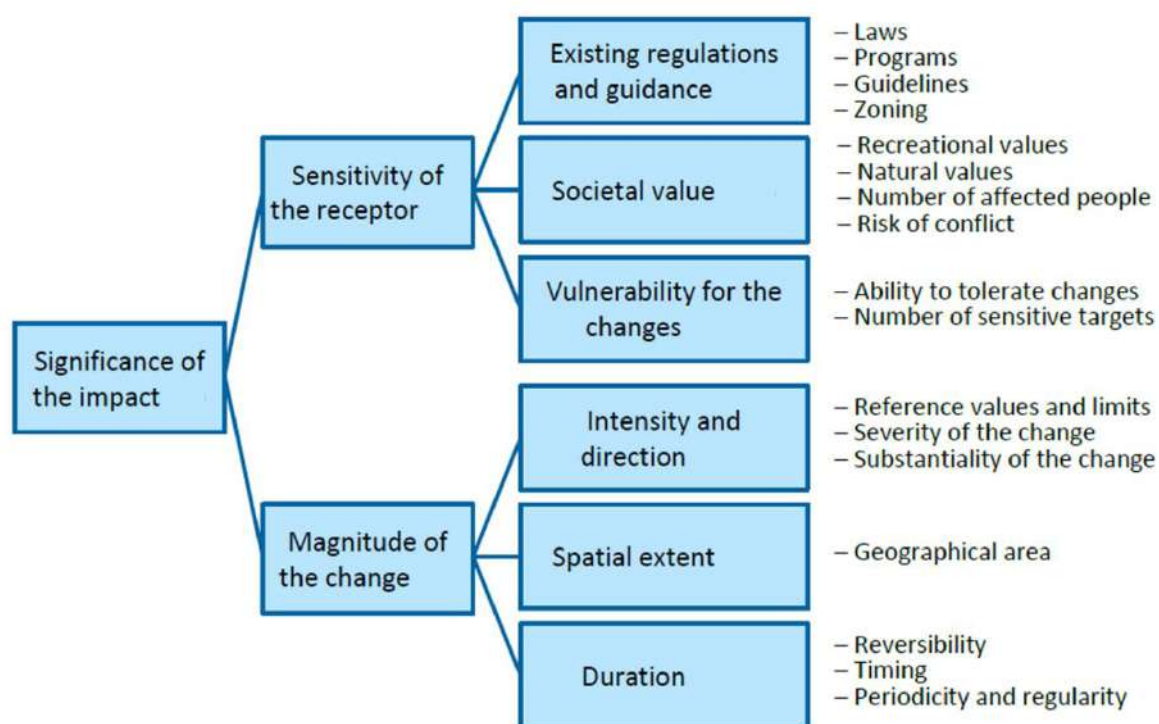 Existing regulations
and guidance
– Laws
– Programs
– Guidelines
– Zoning
Sensitivity of
the receptor
Societal value
– Recreational values
– Natural values
– Number of affected people
– Risk of conflict
Vulnerability for the
changes
– Ability to tolerate changes
– Number of sensitive targets
Significance of
the impact
Intensity and
direction
– Reference values and limits
– Severity of the change
– Substantiality of the change
Magnitude of
the change
Spatial extent
– Geographical area
Duration
– Reversibility
– Timing
– Periodicity and regularity